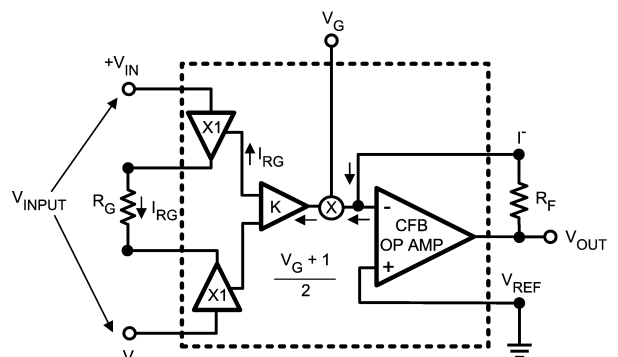 V_G
+V_IN
X1
I_RG
V_INPUT
R_G
I_RG
K
X
I^-
R_F
-
CFB
OP AMP
+
V_OUT
V_G + 1
2
X1
V_REF